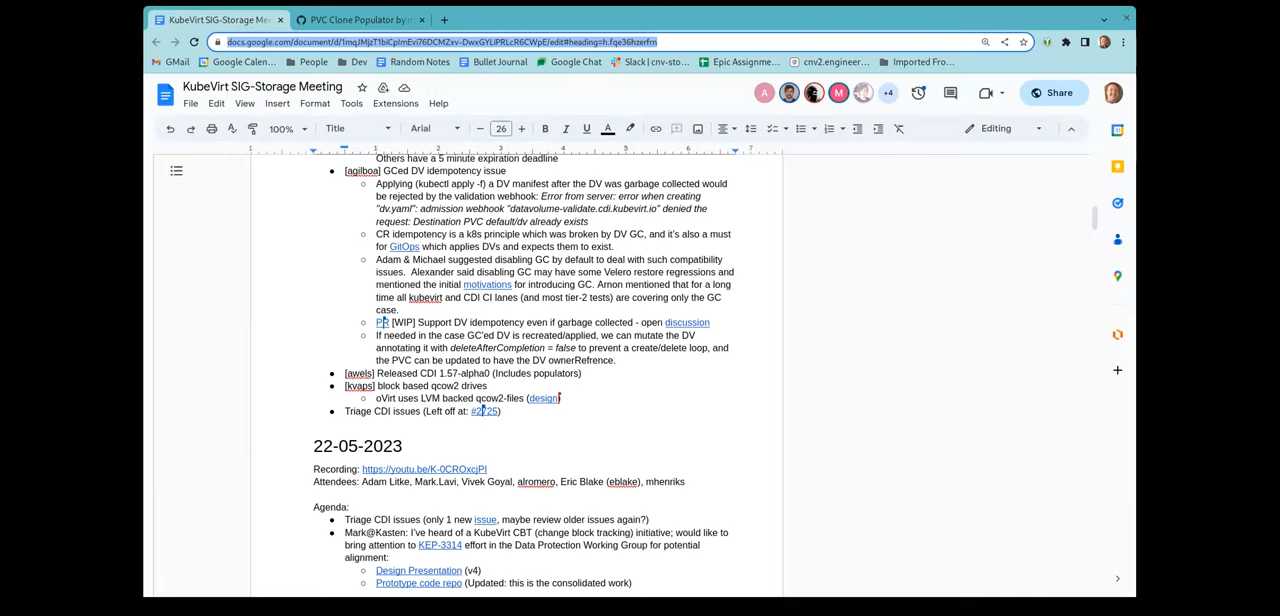 KubeVirt SIG-Storage Meeting
PVC Clone Populator by m
docs.google.com/document/d/1mqJMjzT1biCpImEvi76DCMZxv-DwxGYLiPRLcR6CWpE/edit#heading=h.fqe36hzerfrn
GMail Google Calen... People Dev Random Notes Bullet Journal Google Chat Slack | cnv-sto... Epic Assignmen... cnv2.engineer... Imported Fro...
KubeVirt SIG-Storage Meeting
File Edit View Insert Format Tools Extensions Help
A M +4 Share
100% Title Arial 26 B I U A Editing
1 1 2 3 4 5 6 7
Others have a 5 minute expiration deadline
● [agilboa] GCed DV idempotency issue
○ Applying (kubectl apply -f) a DV manifest after the DV was garbage collected would
be rejected by the validation webhook: Error from server: error when creating
"dv.yaml": admission webhook "datavolume-validate.cdi.kubevirt.io" denied the
request: Destination PVC default/dv already exists
○ CR idempotency is a k8s principle which was broken by DV GC, and it's also a must
for GitOps which applies DVs and expects them to exist.
○ Adam & Michael suggested disabling GC by default to deal with such compatibility
issues. Alexander said disabling GC may have some Velero restore regressions and
mentioned the initial motivations for introducing GC. Arnon mentioned that for a long
time all kubevirt and CDI CI lanes (and most tier-2 tests) are covering only the GC
case.
○ PR [WIP] Support DV idempotency even if garbage collected - open discussion
○ If needed in the case GC'ed DV is recreated/applied, we can mutate the DV
annotating it with deleteAfterCompletion = false to prevent a create/delete loop, and
the PVC can be updated to have the DV ownerRefrence.
● [awels] Released CDI 1.57-alpha0 (Includes populators)
● [kvaps] block based qcow2 drives
○ oVirt uses LVM backed qcow2-files (design)
● Triage CDI issues (Left off at: #2725)
22-05-2023
Recording: https://youtu.be/K-0CROxcjPI
Attendees: Adam Litke, Mark.Lavi, Vivek Goyal, alromero, Eric Blake (eblake), mhenriks
Agenda:
● Triage CDI issues (only 1 new issue, maybe review older issues again?)
● Mark@Kasten: I've heard of a KubeVirt CBT (change block tracking) initiative; would like to
bring attention to KEP-3314 effort in the Data Protection Working Group for potential
alignment:
○ Design Presentation (v4)
○ Prototype code repo (Updated: this is the consolidated work)